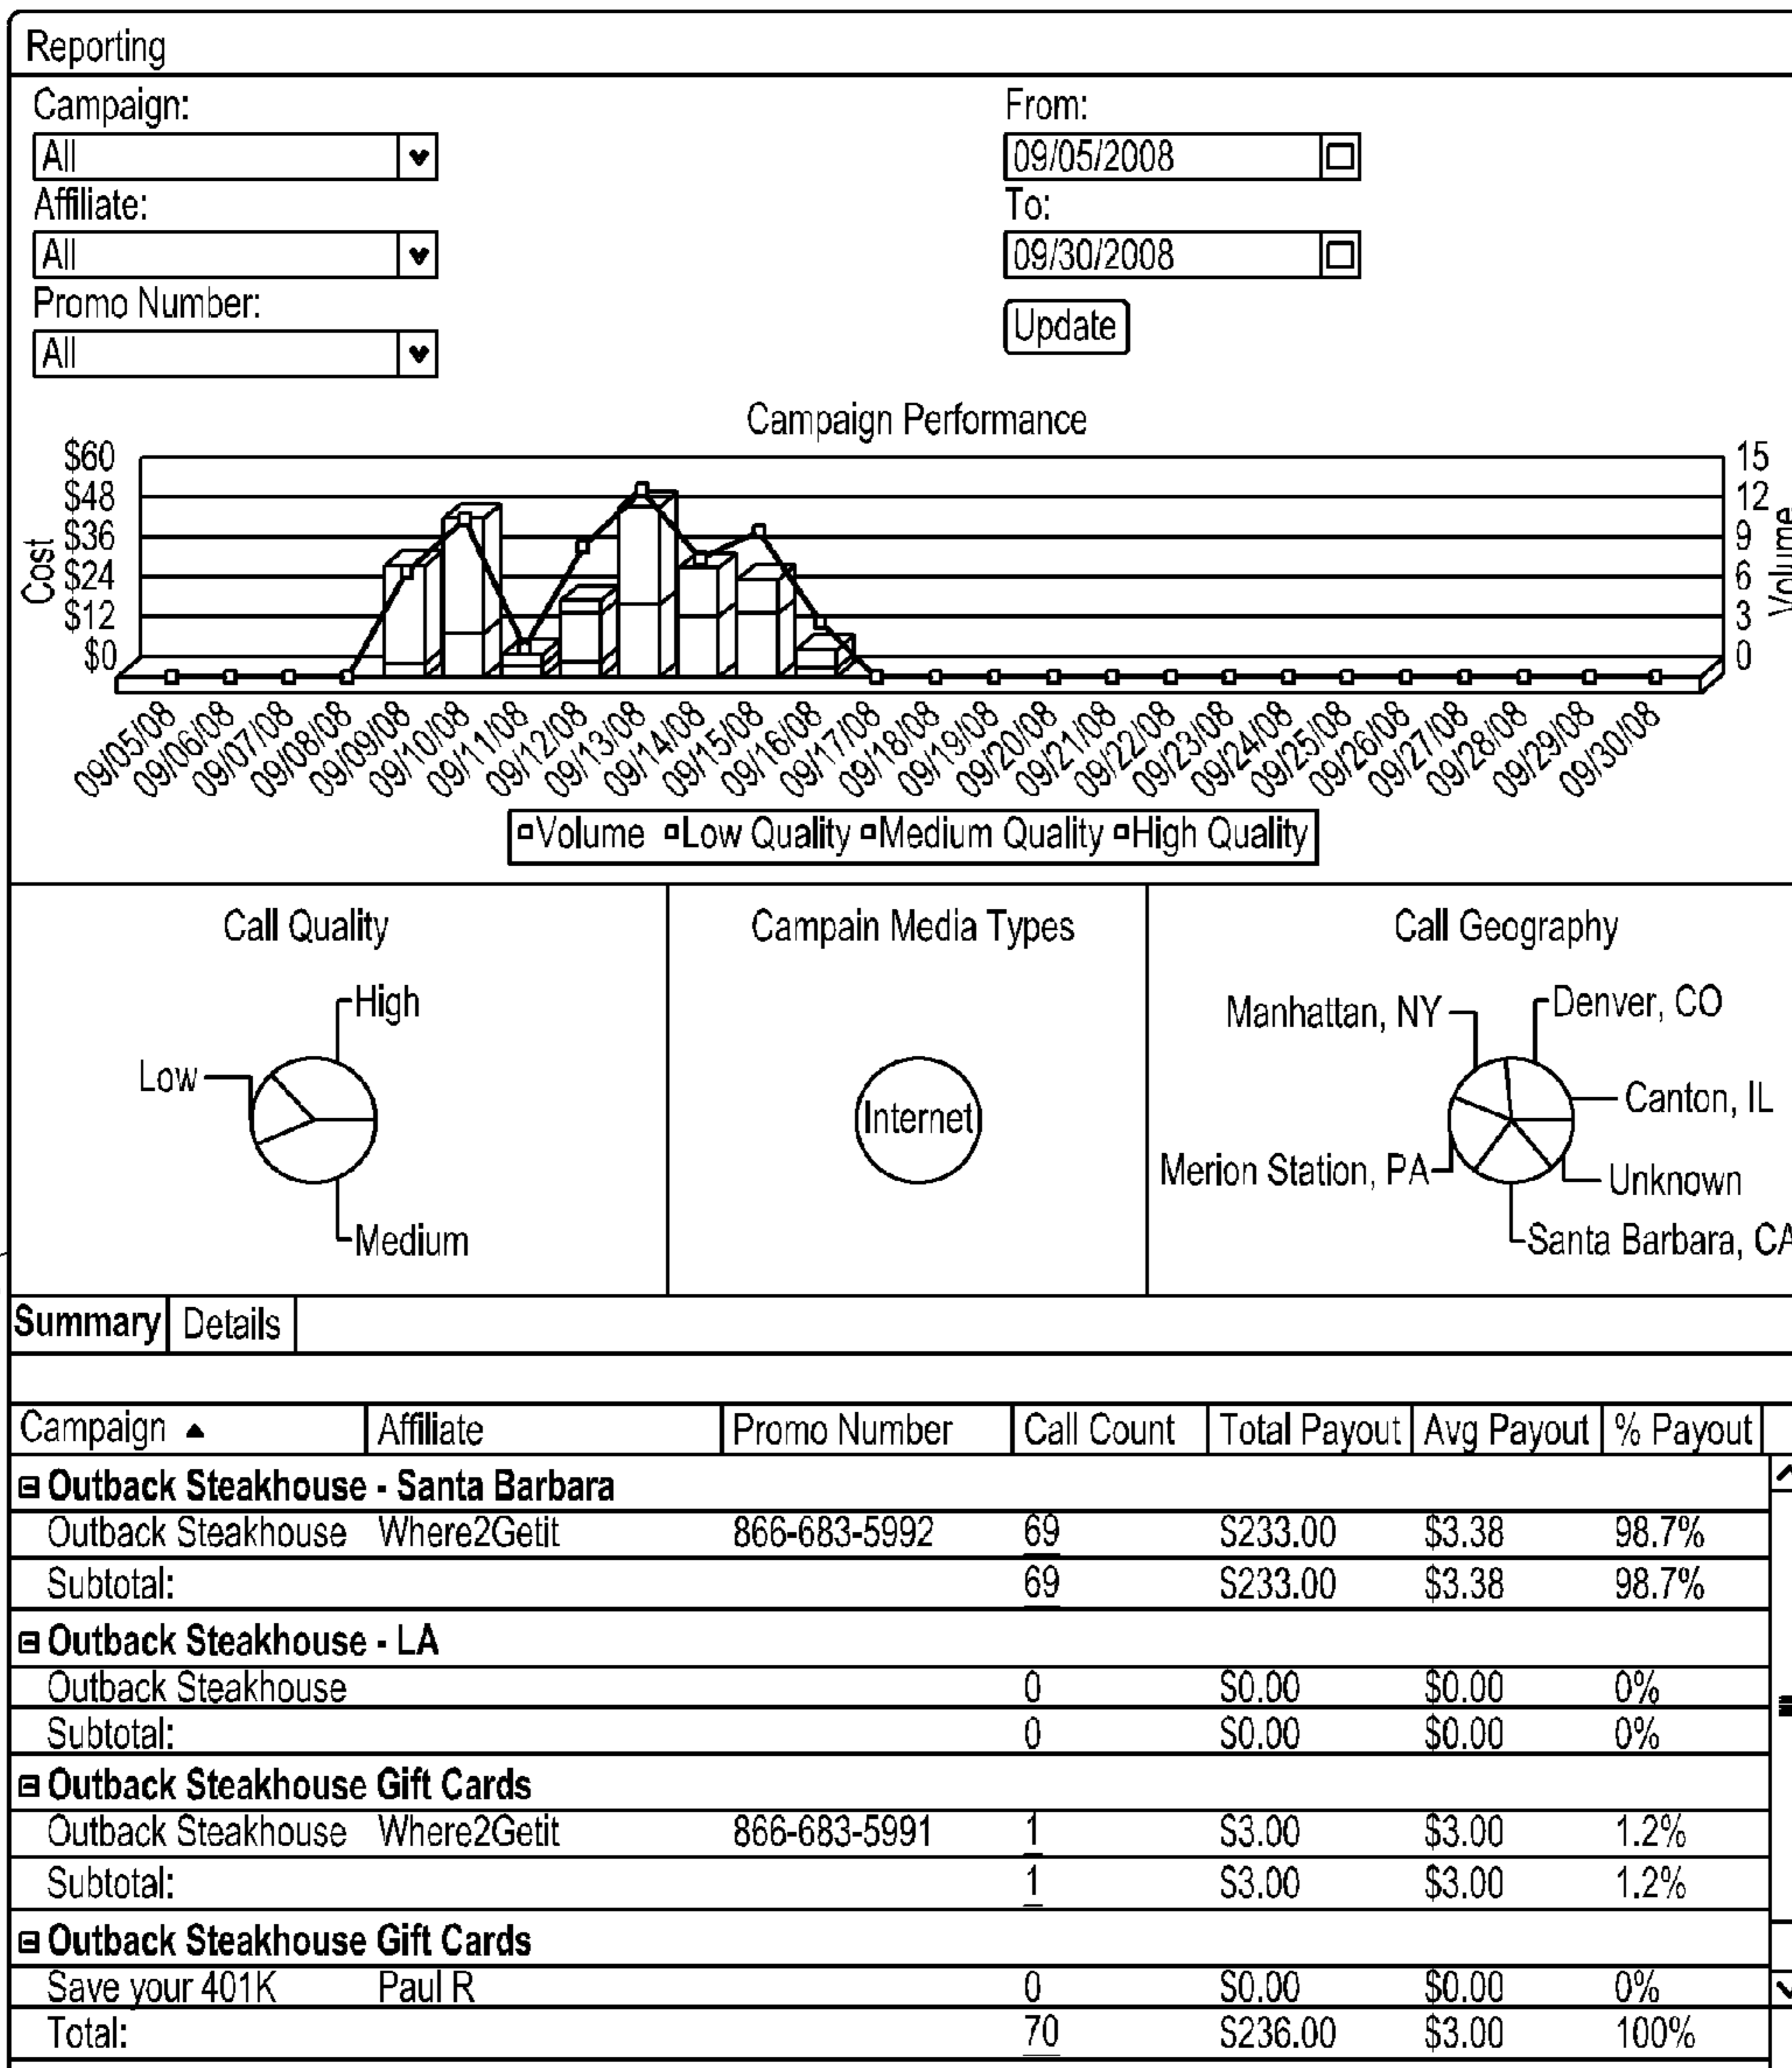 Reporting
Campaign:
All
Affiliate:
All
Promo Number:
All
From:
09/05/2008
To:
09/30/2008
Update
Campaign Performance
Cost
$60
$48
$36
$24
$12
$0
15
12
9
6
3
0
Volume
09/05/08
09/06/08
09/07/08
09/08/08
09/09/08
09/10/08
09/11/08
09/12/08
09/13/08
09/14/08
09/15/08
09/16/08
09/17/08
09/18/08
09/19/08
09/20/08
09/21/08
09/22/08
09/23/08
09/24/08
09/25/08
09/26/08
09/27/08
09/28/08
09/29/08
09/30/08
Volume Low Quality Medium Quality High Quality
Call Quality
High
Low
Medium
Campain Media Types
Internet
Call Geography
Manhattan, NY
Denver, CO
Canton, IL
Merion Station, PA
Unknown
Santa Barbara, CA
Summary Details
Campaign ▲ Affiliate Promo Number Call Count Total Payout Avg Payout % Payout
Outback Steakhouse - Santa Barbara
Outback Steakhouse Where2Getit 866-683-5992 69 S233.00 $3.38 98.7%
Subtotal: 69 S233.00 $3.38 98.7%
Outback Steakhouse - LA
Outback Steakhouse 0 S0.00 $0.00 0%
Subtotal: 0 S0.00 $0.00 0%
Outback Steakhouse Gift Cards
Outback Steakhouse Where2Getit 866-683-5991 1 S3.00 $3.00 1.2%
Subtotal: 1 S3.00 $3.00 1.2%
Outback Steakhouse Gift Cards
Save your 401K Paul R 0 S0.00 $0.00 0%
Total: 70 S236.00 $3.00 100%